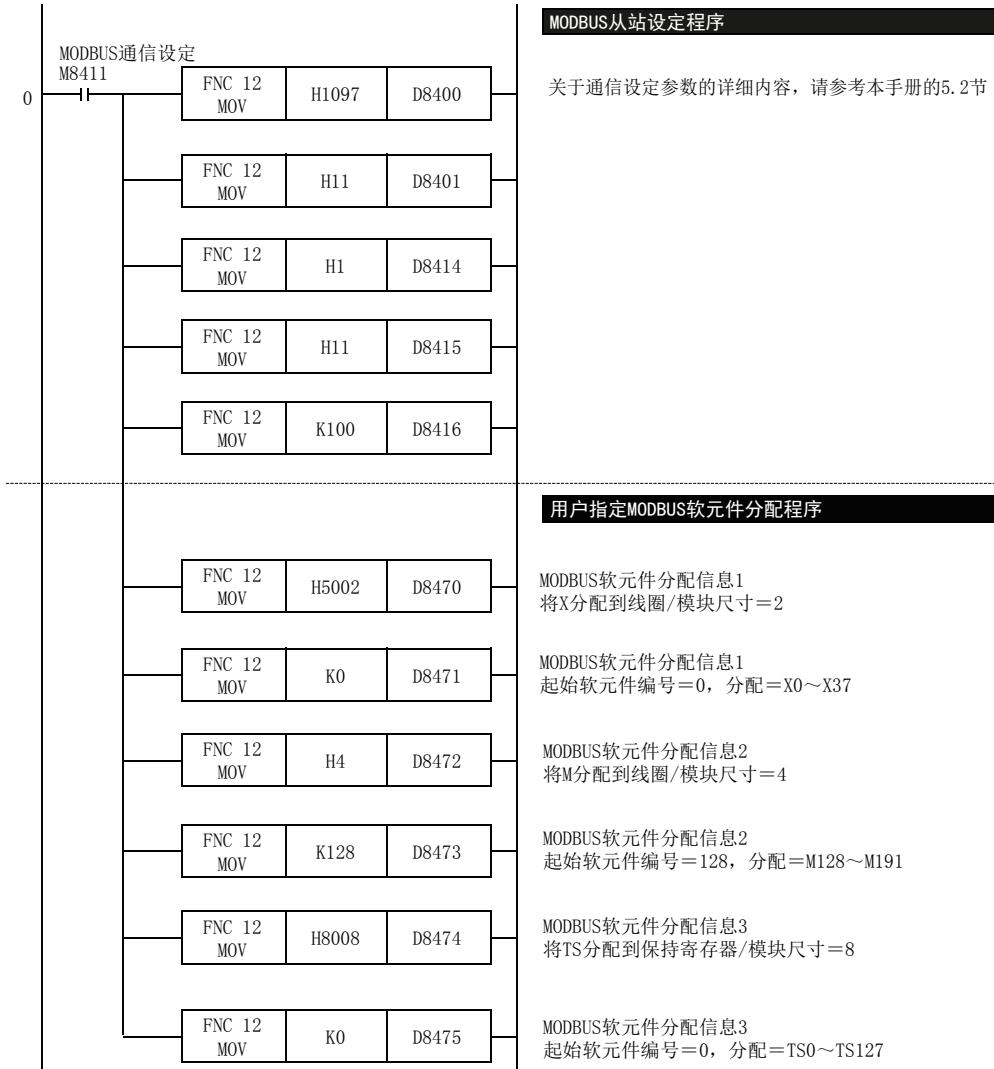 MODBUS从站设定程序
MODBUS通信设定
M8411
0
FNC 12
MOV
H1097
D8400
关于通信设定参数的详细内容，请参考本手册的5.2节
FNC 12
MOV
H11
D8401
FNC 12
MOV
H1
D8414
FNC 12
MOV
H11
D8415
FNC 12
MOV
K100
D8416
用户指定MODBUS软元件分配程序
FNC 12
MOV
H5002
D8470
MODBUS软元件分配信息1
将X分配到线圈/模块尺寸＝2
FNC 12
MOV
K0
D8471
MODBUS软元件分配信息1
起始软元件编号＝0，分配＝X0～X37
FNC 12
MOV
H4
D8472
MODBUS软元件分配信息2
将M分配到线圈/模块尺寸＝4
FNC 12
MOV
K128
D8473
MODBUS软元件分配信息2
起始软元件编号＝128，分配＝M128～M191
FNC 12
MOV
H8008
D8474
MODBUS软元件分配信息3
将TS分配到保持寄存器/模块尺寸＝8
FNC 12
MOV
K0
D8475
MODBUS软元件分配信息3
起始软元件编号＝0，分配＝TS0～TS127